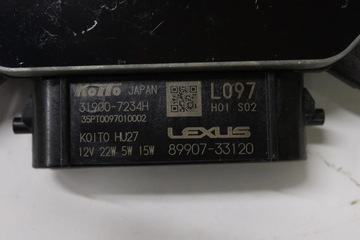 KOITO JAPAN
31900-7234H
35PT0097010002
L097
H01 S02
KOITO HU27
12V 22W 5W 15W
LEXUS
89907-33120